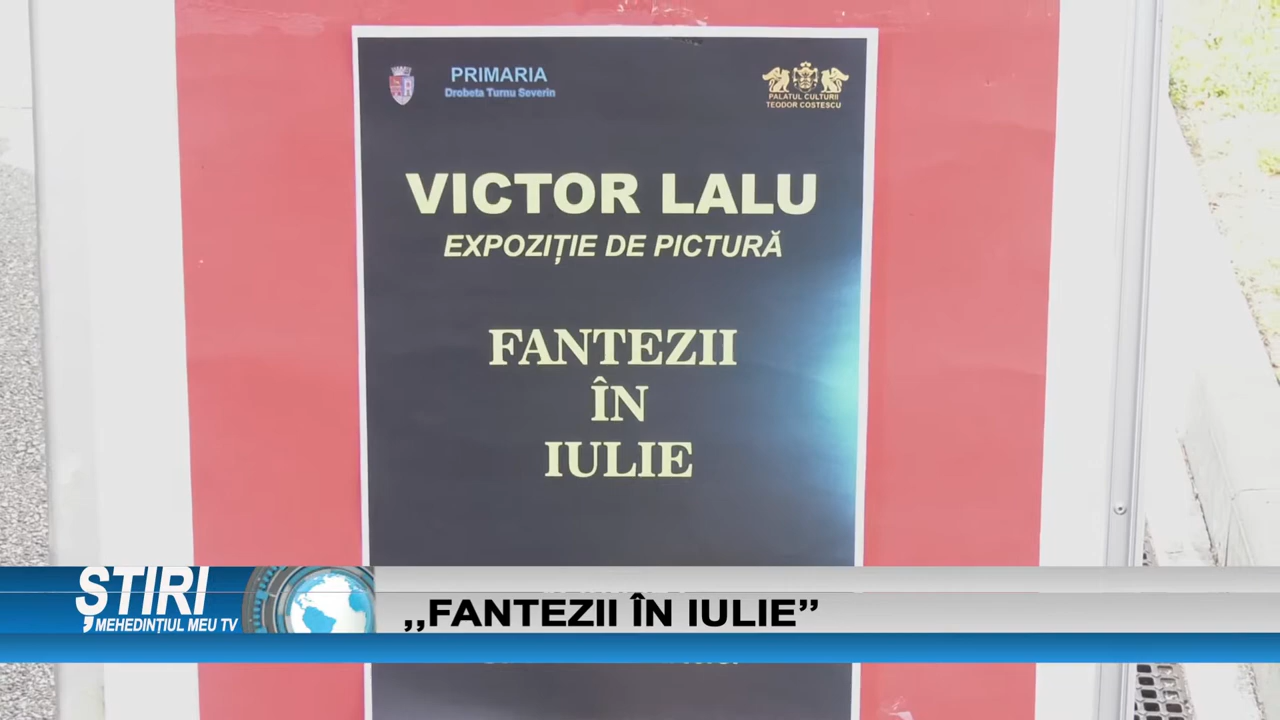 PRIMARIA
Drobeta Turnu Severin
PALATUL CULTURII
TEODOR COSTESCU
VICTOR LALU
EXPOZIȚIE DE PICTURĂ
FANTEZII
ÎN
IULIE
ȘTIRI
MEHEDINȚIUL MEU TV
,,FANTEZII ÎN IULIE”